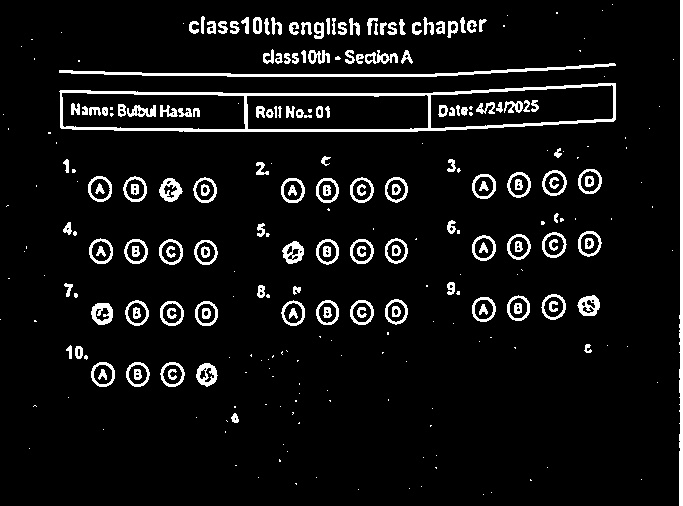 class10th english first chapter
class10th - Section A
Name: Bulbul Hasan Roll No.: 01 Date: 4/24/2025
1. A B D 2. A B C D 3. A B C D
4. A B C D 5. B C D 6. A B C D
7. B C D 8. A B C D 9. A B C
10. A B C